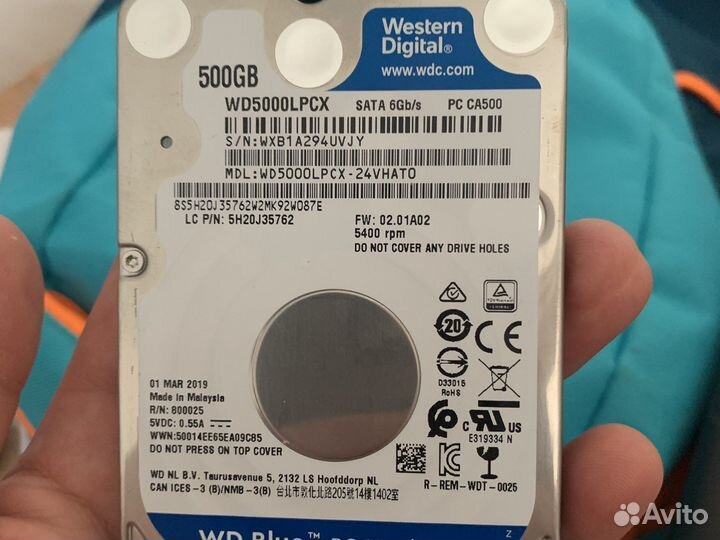 Western
Digital®
www.wdc.com
500GB
WD5000LPCX SATA 6Gb/s PC CA500
S/N:WXB1A294UVJY
MDL:WD5000LPCX-24VHAT0
8S5H20J35762W2MK92W087E
LC P/N: 5H20J35762
FW: 02.01A02
5400 rpm
DO NOT COVER ANY DRIVE HOLES
20
D33015
RoHS
01 MAR 2019
Made in Malaysia
R/N: 800025
5VDC: 0.55A
WWN:50014EE65EA09C85
DO NOT PRESS ON TOP COVER
c US
E319334 N
WD NL B.V. Taurusavenue 5, 2132 LS Hoofddorp NL
CAN ICES-3 (B)/NMB-3(B) 台北市敦化北路205號14樓1402室
R-REM-WDT-0025
WD Blue™
Z
Avito